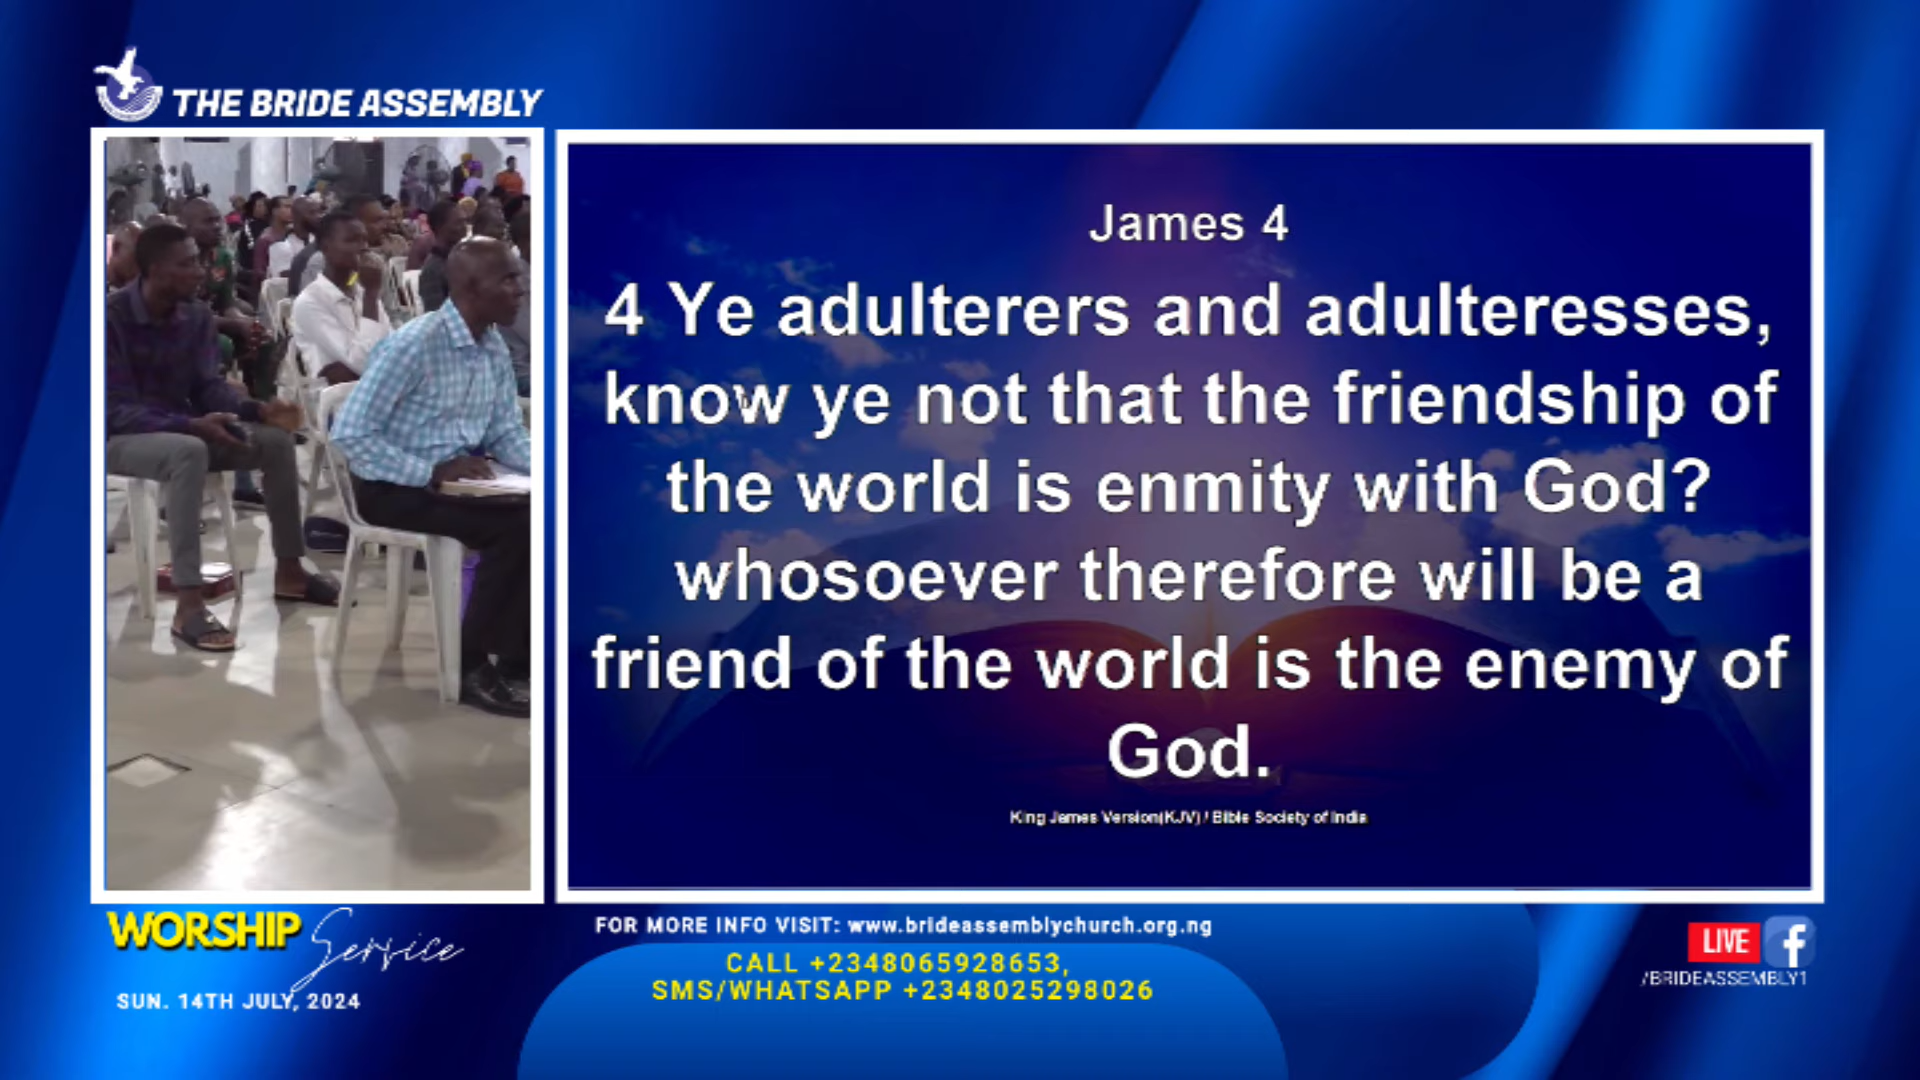 THE BRIDE ASSEMBLY
James 4
4 Ye adulterers and adulteresses,
know ye not that the friendship of
the world is enmity with God?
whosoever therefore will be a
friend of the world is the enemy of
God.
King James Version(KJV) / Bible Society of India
WORSHIP
Service
SUN. 14TH JULY, 2024
FOR MORE INFO VISIT: www.brideassemblychurch.org.ng
CALL +2348065928653,
SMS/WHATSAPP +2348025298026
LIVE f
/BRIDEASSEMBLY1